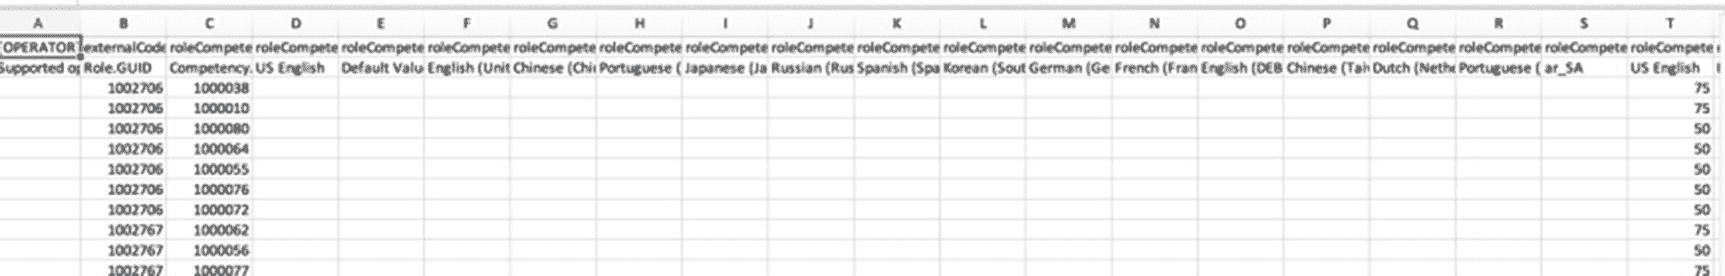 A B C D E F G H I J K L M N O P Q R S T
[OPERATOR] externalCode roleCompete roleCompete roleCompete roleCompete roleCompete roleCompete roleCompete roleCompete roleCompete roleCompete roleCompete roleCompete roleCompete roleCompete roleCompete roleCompete roleCompete roleCompete
Supported op Role.GUID Competency. US English Default Valu English (Unit Chinese (Chi Portuguese ( Japanese (Ja Russian (Rus Spanish (Spa Korean (Sout German (Ge French (Fran English (DEB Chinese (Tai Dutch (Nethe Portuguese ( ar_SA US English
1002706 1000038 75
1002706 1000010 75
1002706 1000080 50
1002706 1000064 50
1002706 1000055 50
1002706 1000076 50
1002706 1000072 50
1002767 1000062 75
1002767 1000056 50
1002767 1000077 75